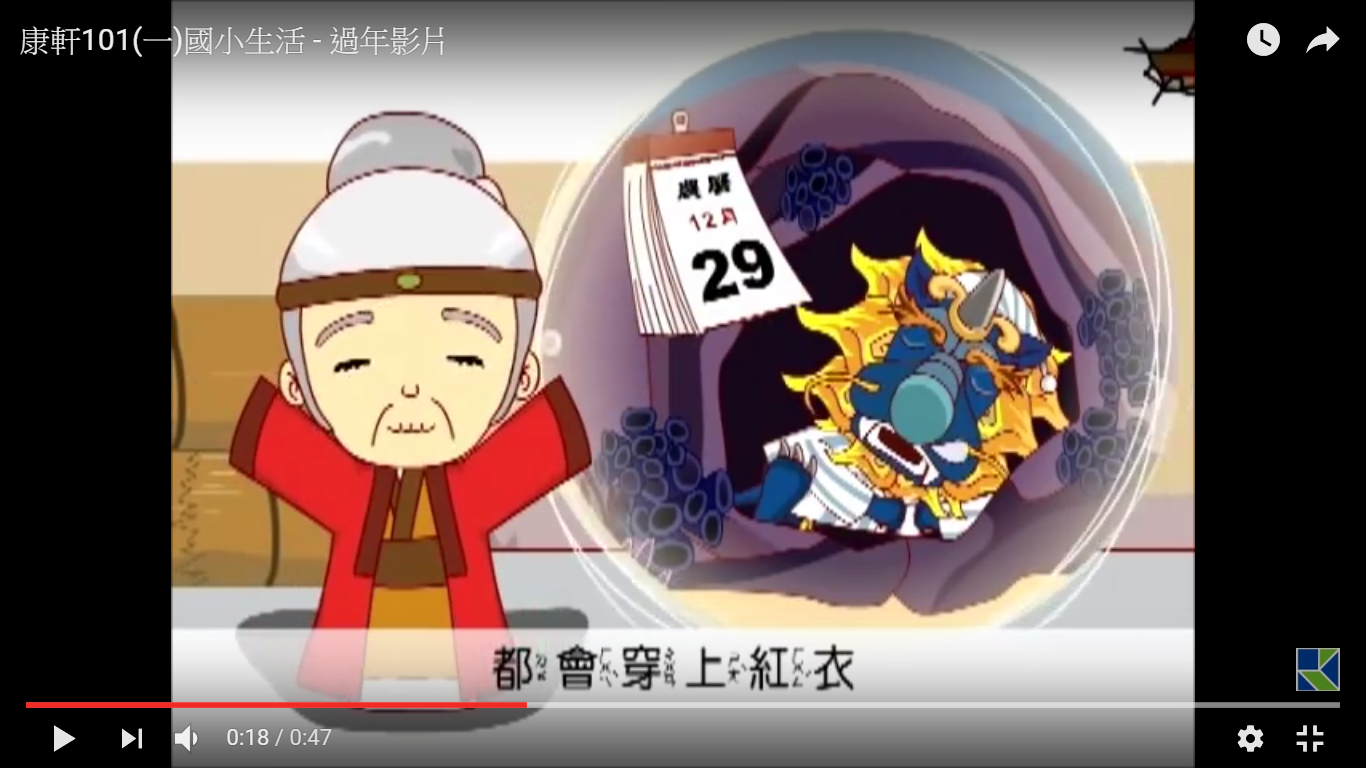 康軒101(一)國小生活 - 過年影片
農曆
12月
29
都會穿上紅衣
0:18 / 0:47